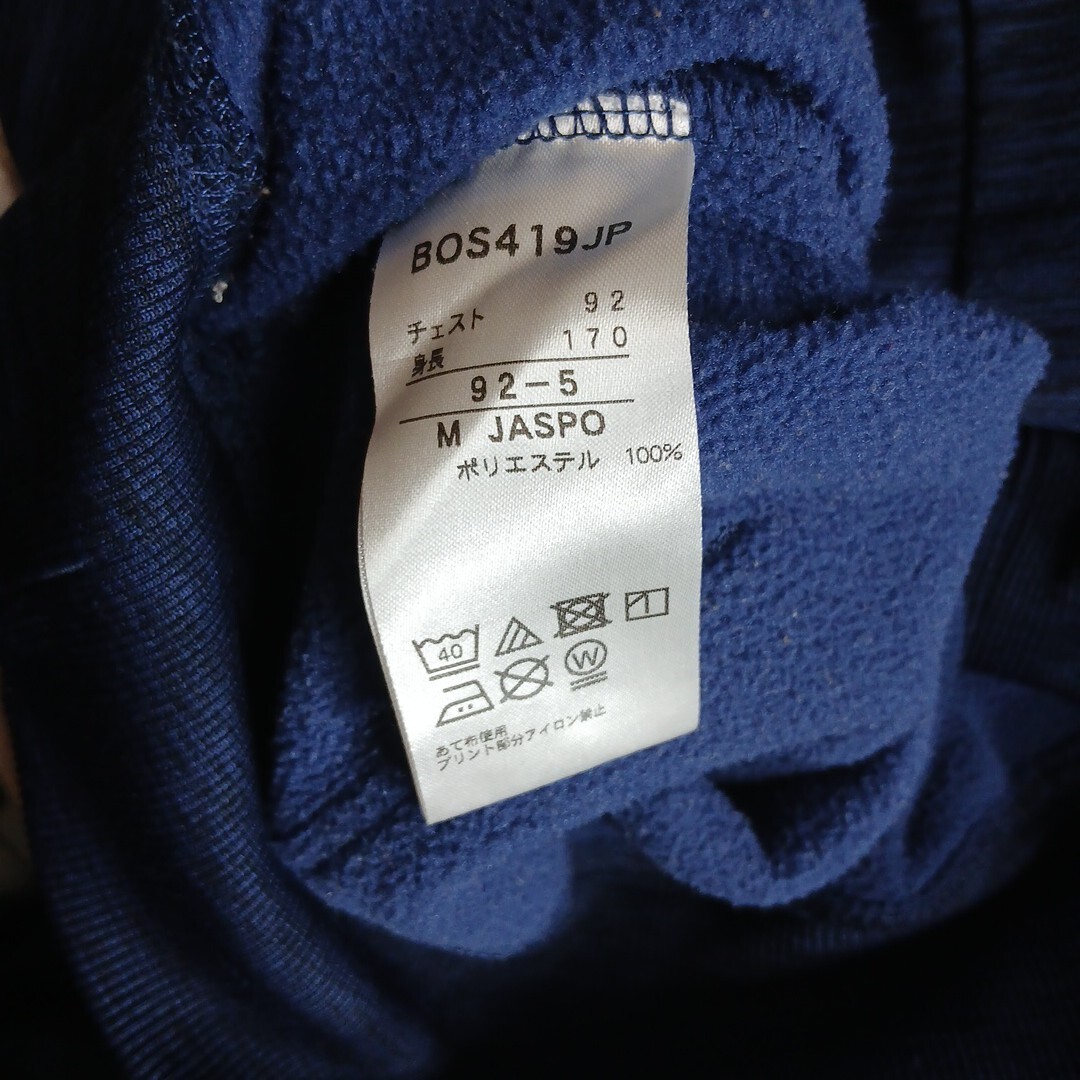 BOS419JP
チェスト 92
身長 170
92-5
M JASPO
ポリエステル 100%
40
W
あて布使用
プリント部分アイロン禁止